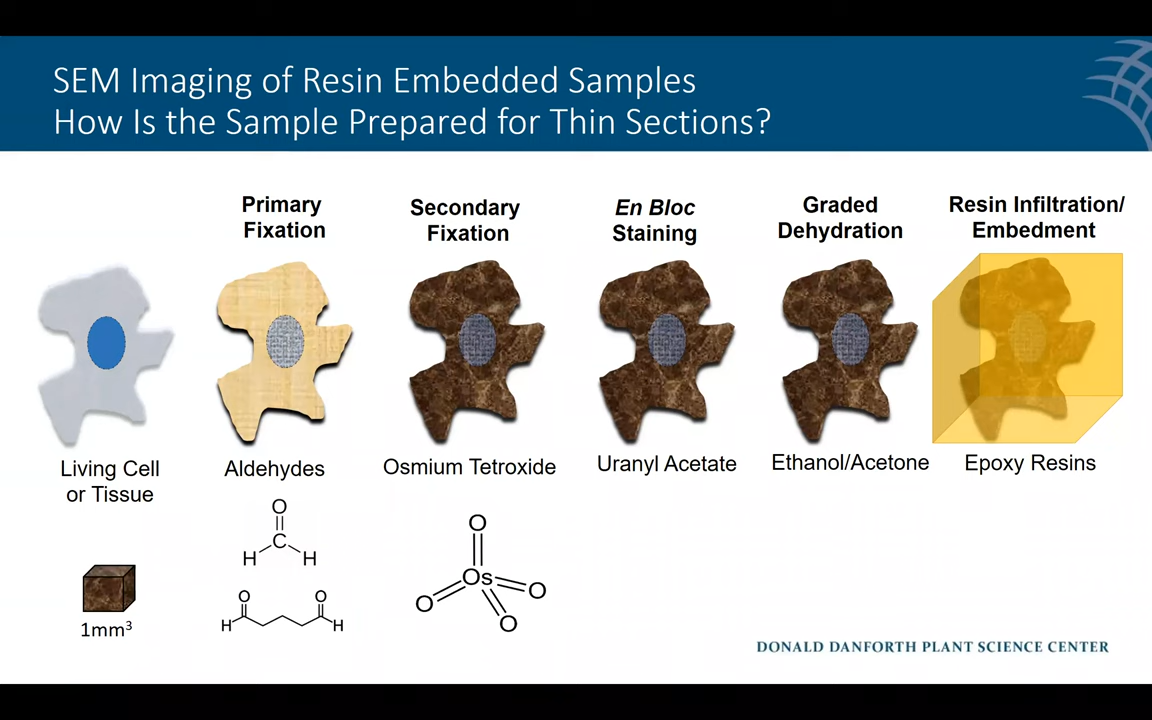 SEM Imaging of Resin Embedded Samples
How Is the Sample Prepared for Thin Sections?
Primary
Fixation
Secondary
Fixation
En Bloc
Staining
Graded
Dehydration
Resin Infiltration/
Embedment
Living Cell
or Tissue
Aldehydes
Osmium Tetroxide
Uranyl Acetate
Ethanol/Acetone
Epoxy Resins
O
C
H H
O O
H H
O
Os
O
O
O
1mm³
DONALD DANFORTH PLANT SCIENCE CENTER